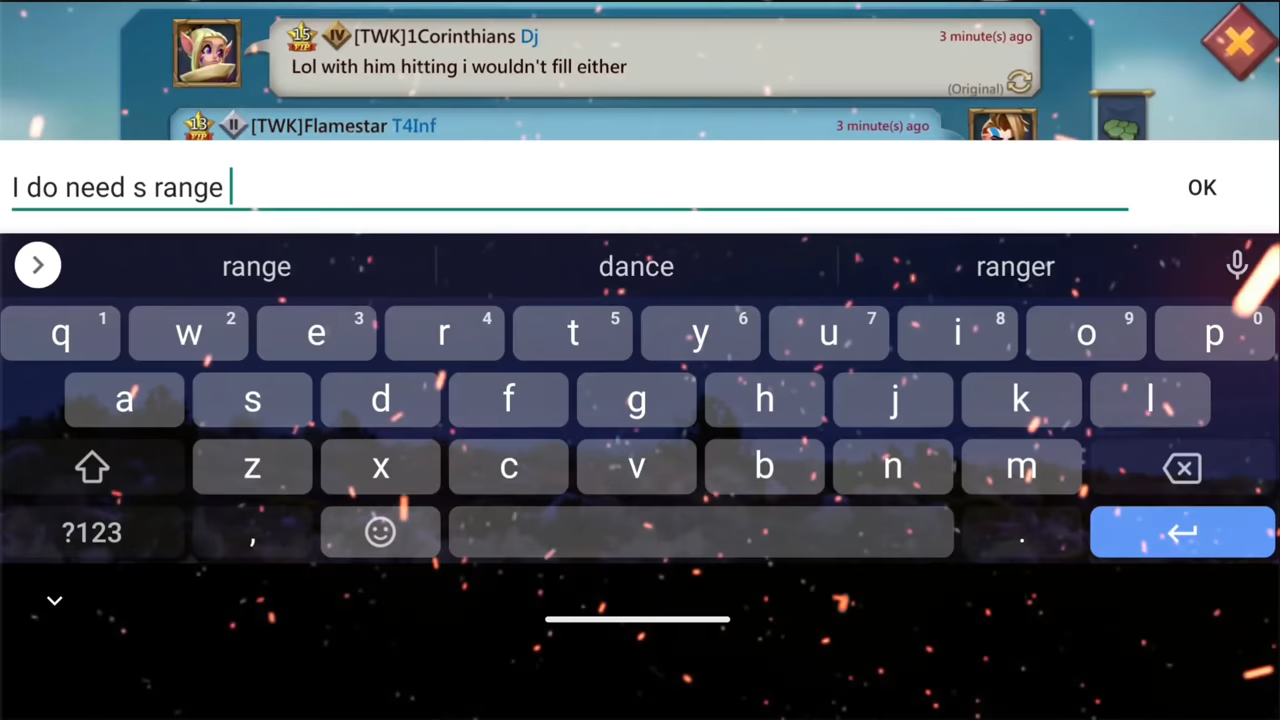 15 VIP IV [TWK]1Corinthians Dj 3 minute(s) ago
Lol with him hitting i wouldn't fill either
(Original)
13 VIP II [TWK]Flamestar T4Inf 3 minute(s) ago
I do need s range OK
range dance ranger
q 1 w 2 e 3 r 4 t 5 y 6 u 7 i 8 o 9 p 0
a s d f g h j k l
z x c v b n m
?123 , .